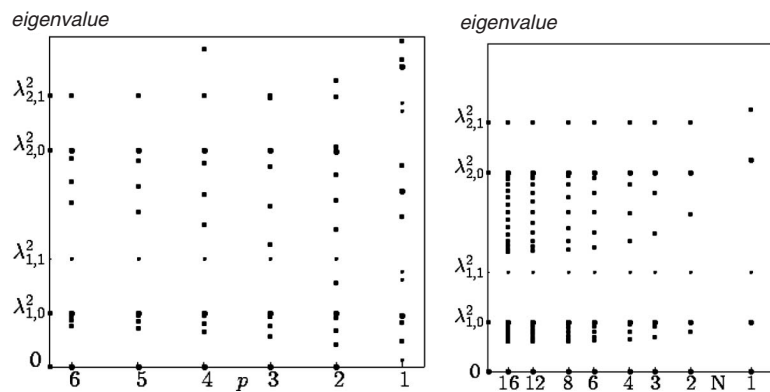 eigenvalue
λ²₂,₁
λ²₂,₀
λ²₁,₁
λ²₁,₀
0
6 5 4 p 3 2 1
eigenvalue
λ²₂,₁
λ²₂,₀
λ²₁,₁
λ²₁,₀
0
16 12 8 6 4 3 2 N 1